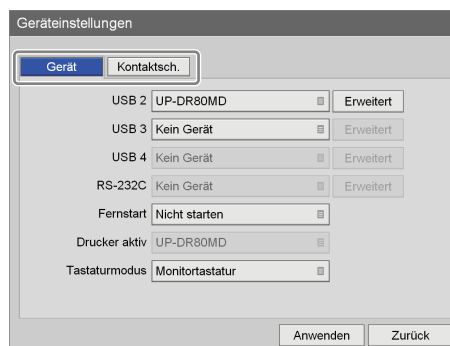 Geräteinstellungen
Gerät Kontaktsch.
USB 2 UP-DR80MD Erweitert
USB 3 Kein Gerät Erweitert
USB 4 Kein Gerät Erweitert
RS-232C Kein Gerät Erweitert
Fernstart Nicht starten
Drucker aktiv UP-DR80MD
Tastaturmodus Monitortastatur
Anwenden Zurück